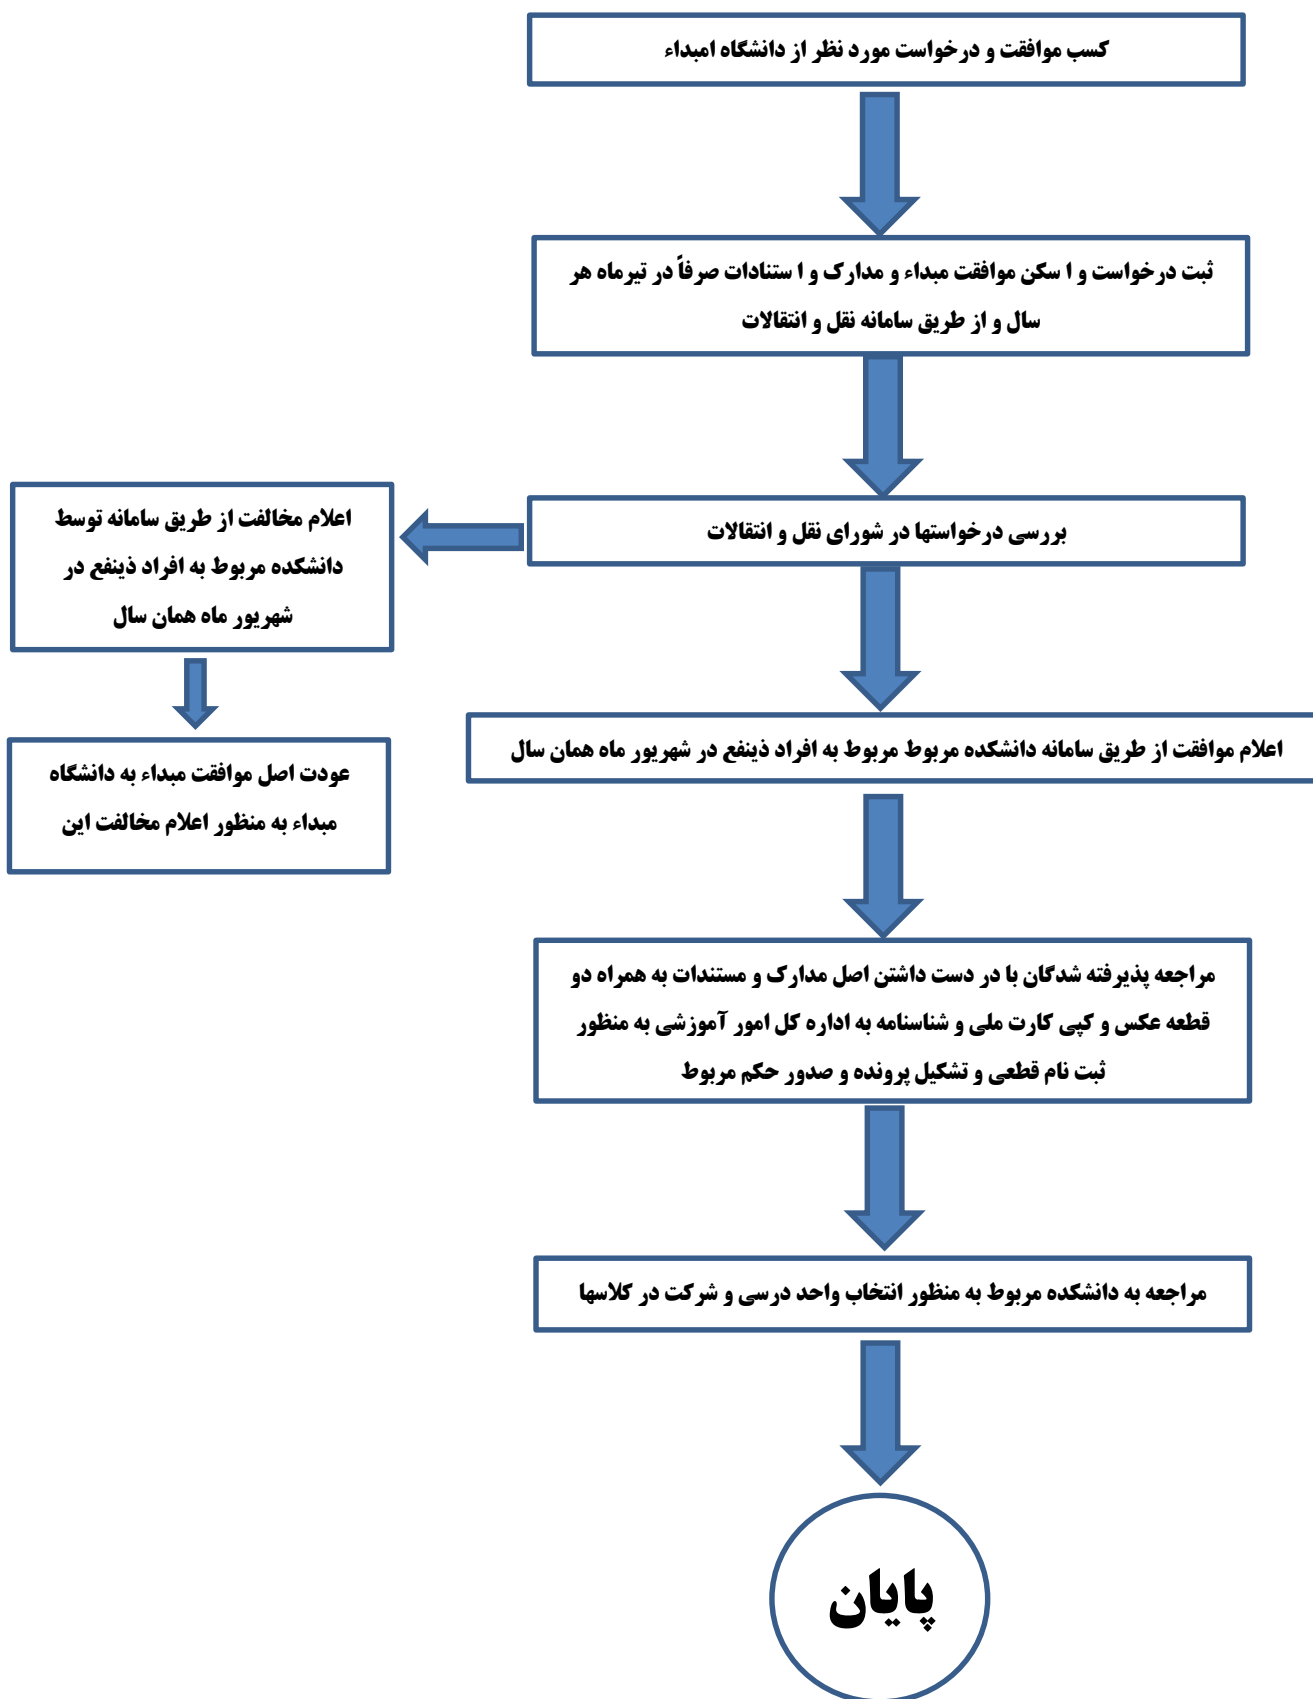 کسب موافقت و درخواست مورد نظر از دانشگاه امبداء
ثبت درخواست و ا سکن موافقت مبداء و مدارک و ا ستنادات صرفاً در تیرماه هر
سال و از طریق سامانه نقل و انتقالات
بررسی درخواستها در شورای نقل و انتقالات
اعلام مخالفت از طریق سامانه توسط
دانشکده مربوط به افراد ذینفع در
شهریور ماه همان سال
عودت اصل موافقت مبداء به دانشگاه
مبداء به منظور اعلام مخالفت این
اعلام موافقت از طریق سامانه دانشکده مربوط مربوط به افراد ذینفع در شهریور ماه همان سال
مراجعه پذیرفته شدگان با در دست داشتن اصل مدارک و مستندات به همراه دو
قطعه عکس و کپی کارت ملی و شناسنامه به اداره کل امور آموزشی به منظور
ثبت نام قطعی و تشکیل پرونده و صدور حکم مربوط
مراجعه به دانشکده مربوط به منظور انتخاب واحد درسی و شرکت در کلاسها
پایان